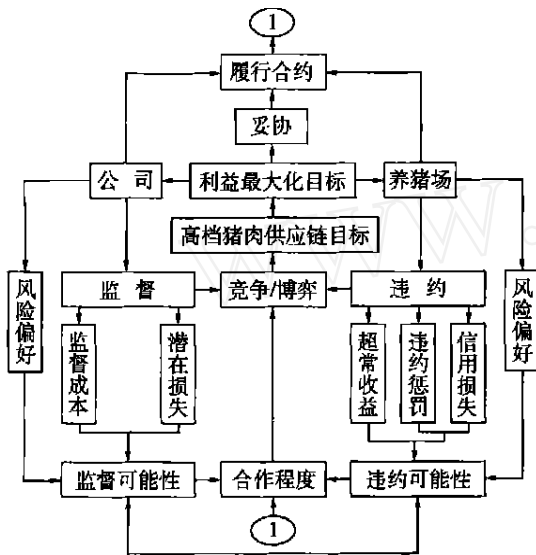 1
履行合约
妥协
公司
利益最大化目标
养猪场
高档猪肉供应链目标
风险偏好
监督
竞争/博弈
违约
风险偏好
监督成本
潜在损失
超常收益
违约惩罚
信用损失
监督可能性
合作程度
违约可能性
1
WWW